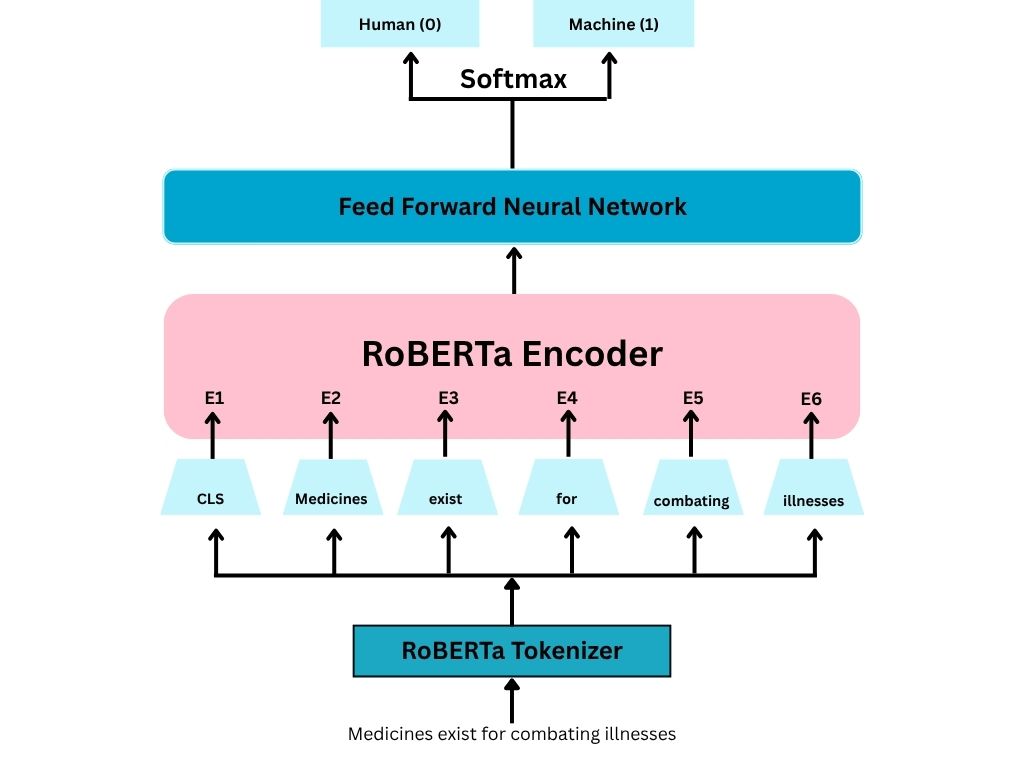 Human (0)
Machine (1)
Softmax
Feed Forward Neural Network
RoBERTa Encoder
E1
E2
E3
E4
E5
E6
CLS
Medicines
exist
for
combating
illnesses
RoBERTa Tokenizer
Medicines exist for combating illnesses